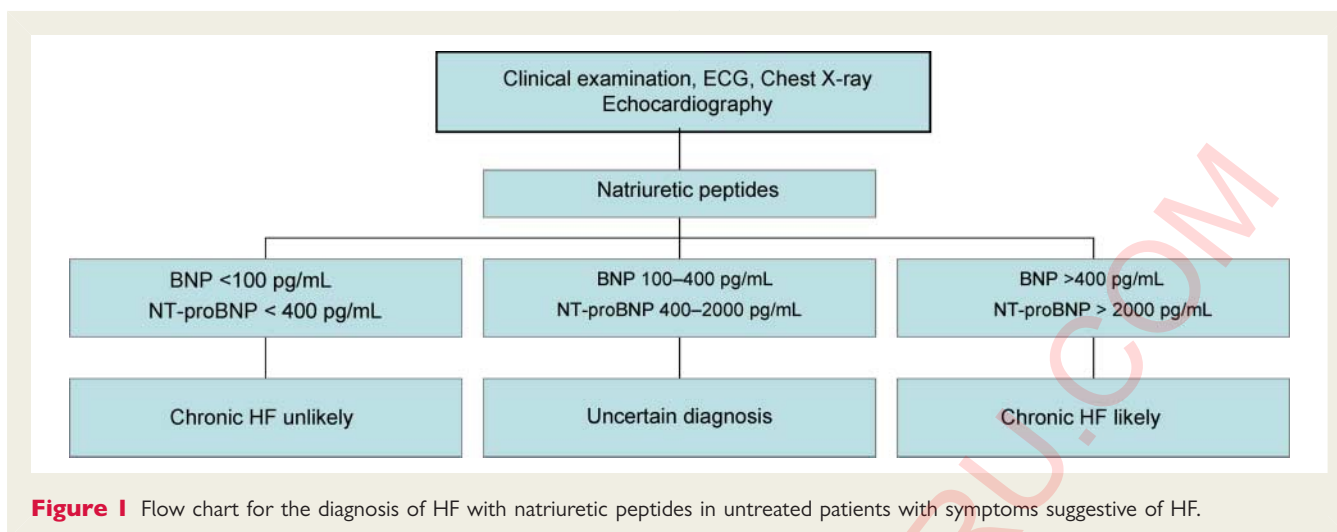 Clinical examination, ECG, Chest X-ray
Echocardiography
Natriuretic peptides
BNP <100 pg/mL
NT-proBNP < 400 pg/mL
BNP 100–400 pg/mL
NT-proBNP 400–2000 pg/mL
BNP >400 pg/mL
NT-proBNP > 2000 pg/mL
Chronic HF unlikely
Uncertain diagnosis
Chronic HF likely
Figure 1 Flow chart for the diagnosis of HF with natriuretic peptides in untreated patients with symptoms suggestive of HF.
RU.COM